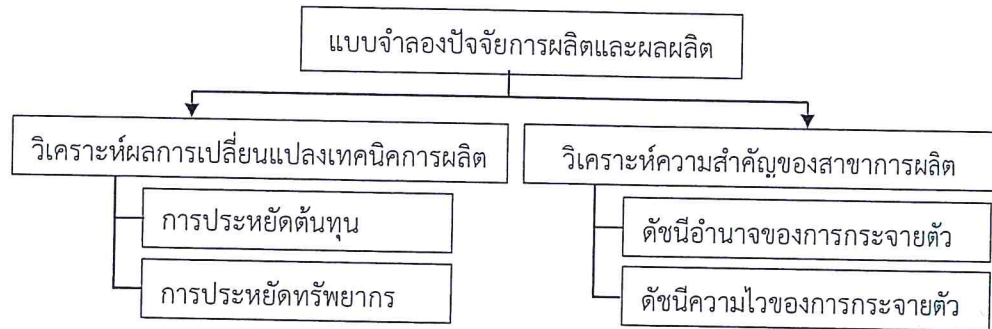 แบบจำลองปัจจัยการผลิตและผลผลิต
วิเคราะห์ผลการเปลี่ยนแปลงเทคนิคการผลิต
การประหยัดต้นทุน
การประหยัดทรัพยากร
วิเคราะห์ความสำคัญของสาขาการผลิต
ดัชนีอำนาจของการกระจายตัว
ดัชนีความไวของการกระจายตัว